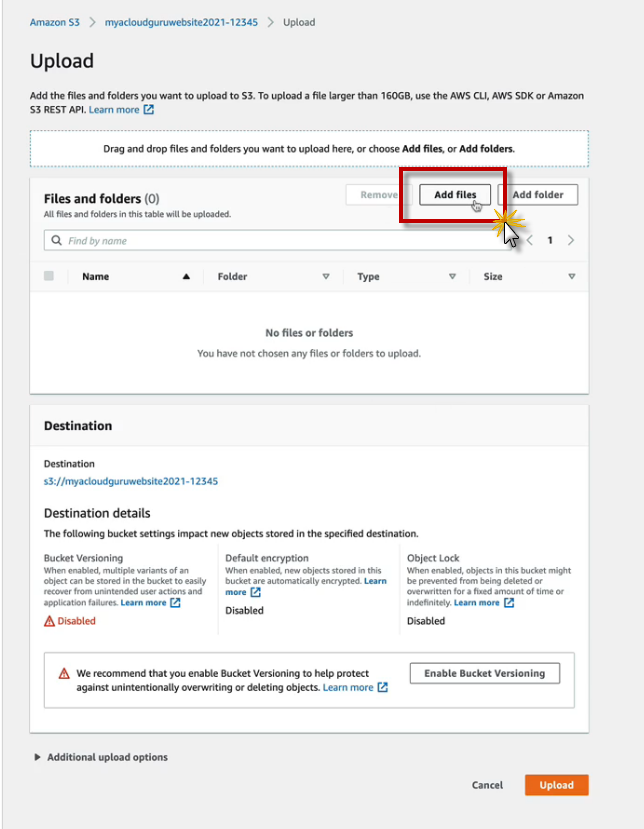 Amazon S3 > myacloudguruwebsite2021-12345 > Upload
Upload
Add the files and folders you want to upload to S3. To upload a file larger than 160GB, use the AWS CLI, AWS SDK or Amazon
S3 REST API. Learn more
Drag and drop files and folders you want to upload here, or choose Add files, or Add folders.
Files and folders (0)
All files and folders in this table will be uploaded.
Remove
Add files
Add folder
Find by name
1
Name Folder Type Size
No files or folders
You have not chosen any files or folders to upload.
Destination
Destination
s3://myacloudguruwebsite2021-12345
Destination details
The following bucket settings impact new objects stored in the specified destination.
Bucket Versioning
When enabled, multiple variants of an
object can be stored in the bucket to easily
recover from unintended user actions and
application failures. Learn more
Disabled
Default encryption
When enabled, new objects stored in this
bucket are automatically encrypted. Learn
more
Disabled
Object Lock
When enabled, objects in this bucket might
be prevented from being deleted or
overwritten for a fixed amount of time or
indefinitely. Learn more
Disabled
We recommend that you enable Bucket Versioning to help protect
against unintentionally overwriting or deleting objects. Learn more
Enable Bucket Versioning
Additional upload options
Cancel
Upload